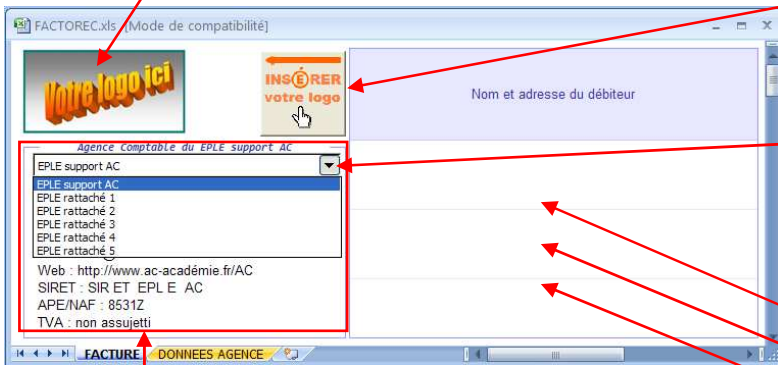 FACTOREC.xls [Mode de compatibilité]
Votre logo ici
INSÉRER
votre logo
Nom et adresse du débiteur
Agence Comptable du EPLE support AC
EPLE support AC
EPLE support AC
EPLE rattaché 1
EPLE rattaché 2
EPLE rattaché 3
EPLE rattaché 4
EPLE rattaché 5
Web : http://www.ac-académie.fr/AC
SIRET : SIR ET EPL E AC
APE/NAF : 8531Z
TVA : non assujetti
FACTURE DONNEES AGENCE